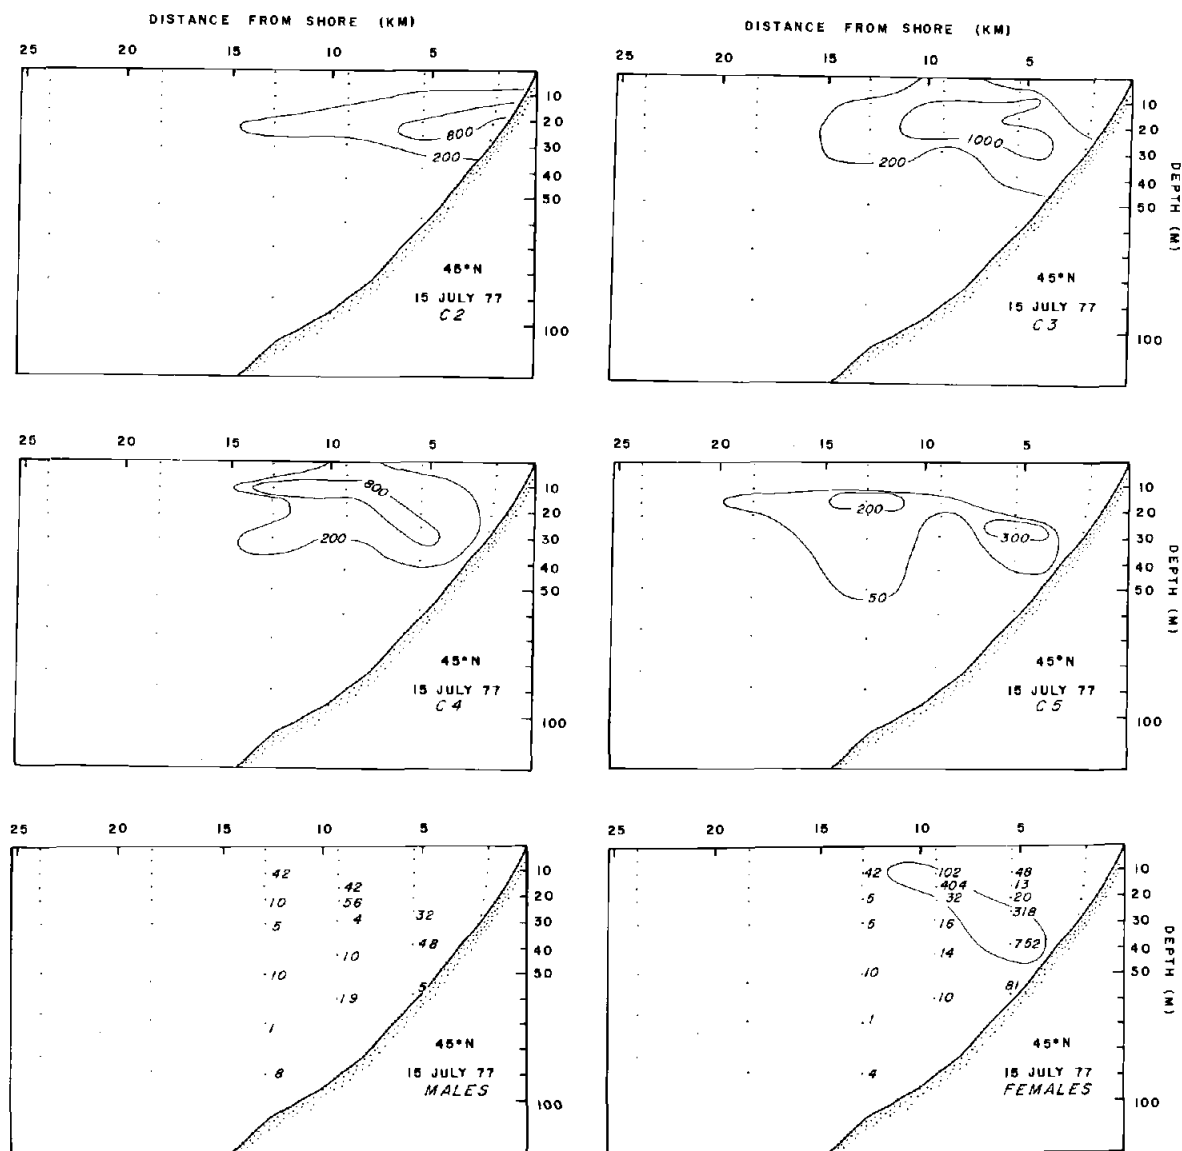 DISTANCE FROM SHORE (KM)
25 20 15 10 5
10
20
30
40
50
100
800
200
45°N
15 JULY 77
C2
DISTANCE FROM SHORE (KM)
25 20 15 10 5
10
20
30
40
50
100
DEPTH (M)
1000
200
45°N
15 JULY 77
C3
25 20 15 10 5
10
20
30
40
50
100
800
200
45°N
15 JULY 77
C4
25 20 15 10 5
10
20
30
40
50
100
DEPTH (M)
200
300
50
45°N
15 JULY 77
C5
25 20 15 10 5
10
20
30
40
50
100
42
42
10 56
5 4 32
48
10
10 5
19
1
8
45°N
15 JULY 77
MALES
25 20 15 10 5
10
20
30
40
50
100
DEPTH (M)
42 102 48
404 13
5 32 20
318
5 16
752
14
10 81
10
1
4
45°N
15 JULY 77
FEMALES